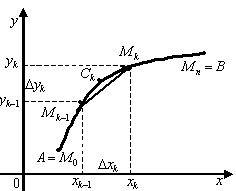 y
M_k
y_k
M_n = B
C_k
Δy_k
y_{k-1}
M_{k-1}
A = M_0
Δx_k
0
x_{k-1}
x_k
x